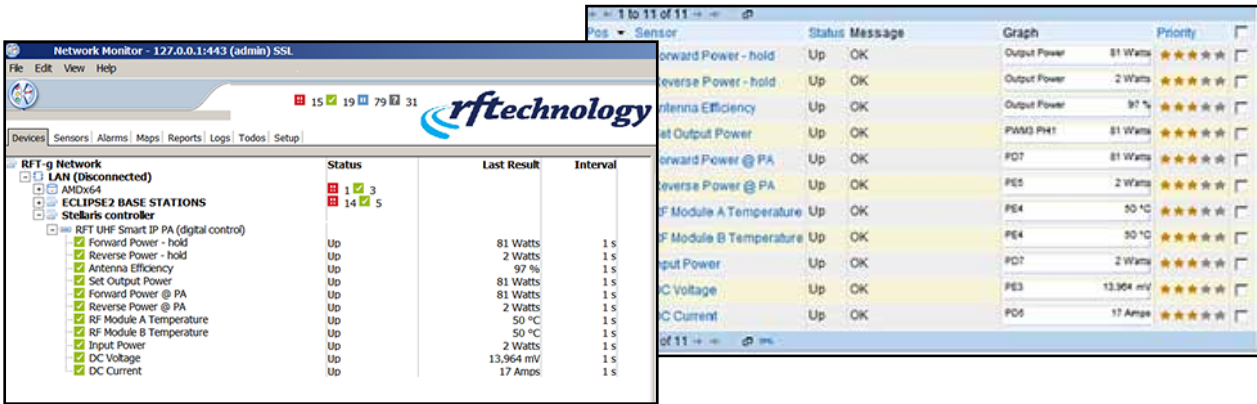 Network Monitor - 127.0.0.1:443 (admin) SSL
File Edit View Help
15 19 79 31
rftechnology
Devices Sensors Alarms Maps Reports Logs Todos Setup
RFT-g Network Status Last Result Interval
LAN (Disconnected)
AMDx64 1 3
ECLIPSE2 BASE STATIONS 14 5
Stellaris controller
RFT UHF Smart IP PA (digital control)
Forward Power - hold Up 81 Watts 1 s
Reverse Power - hold Up 2 Watts 1 s
Antenna Efficiency Up 97 % 1 s
Set Output Power Up 81 Watts 1 s
Forward Power @ PA Up 81 Watts 1 s
Reverse Power @ PA Up 2 Watts 1 s
RF Module A Temperature Up 50 °C 1 s
RF Module B Temperature Up 50 °C 1 s
Input Power Up 2 Watts 1 s
DC Voltage Up 13,964 mV 1 s
DC Current Up 17 Amps 1 s
1 to 11 of 11
Pos Sensor Status Message Graph Priority
orward Power - hold Up OK Output Power 81 Watts
everse Power - hold Up OK Output Power 2 Watts
ntenna Efficiency Up OK Output Power 97 %
et Output Power Up OK PWM3 PH1 81 Watts
orward Power @ PA Up OK PD7 81 Watts
everse Power @ PA Up OK PE5 2 Watts
F Module A Temperature Up OK PE4 50 °C
F Module B Temperature Up OK PE4 50 °C
nput Power Up OK PD7 2 Watts
C Voltage Up OK PE3 13,964 mV
C Current Up OK PD6 17 Amps
of 11